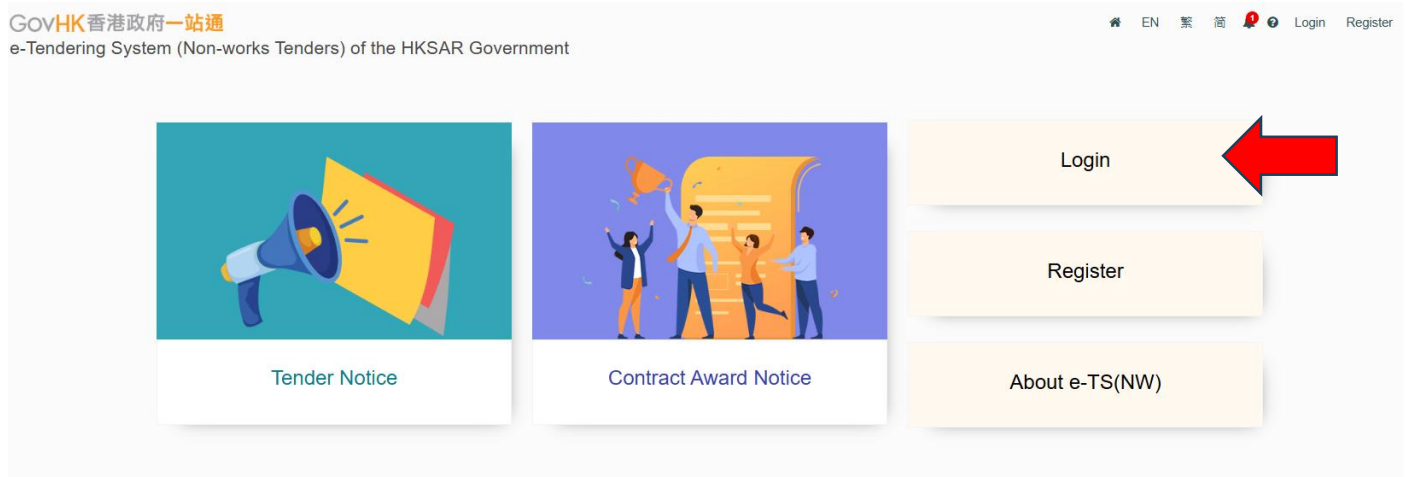 GovHK香港政府一站通
EN 繁 简 1 Login Register
e-Tendering System (Non-works Tenders) of the HKSAR Government
Login
Register
Tender Notice
Contract Award Notice
About e-TS(NW)